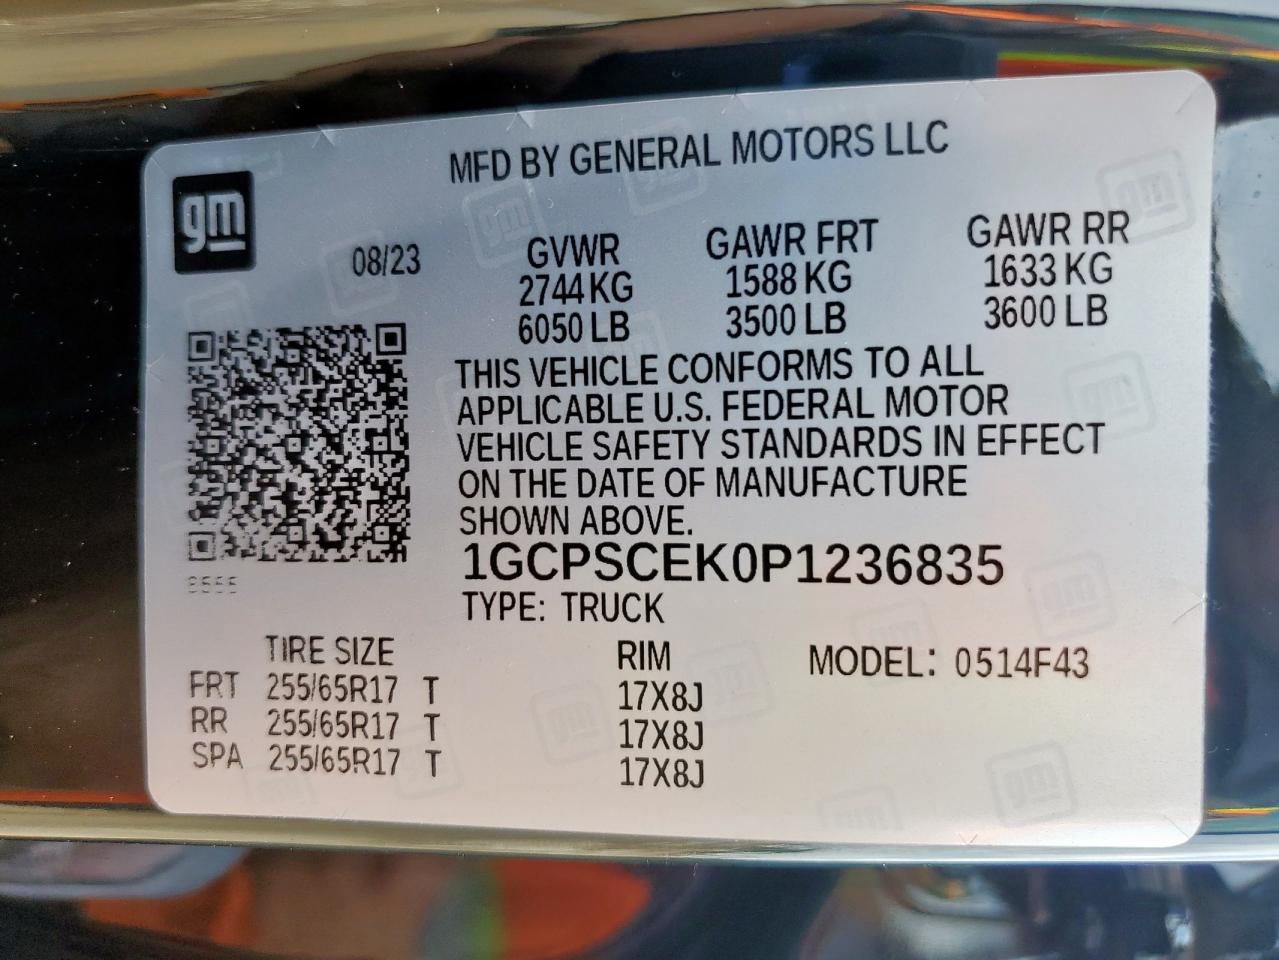 MFD BY GENERAL MOTORS LLC
gm
08/23
GVWR GAWR FRT GAWR RR
2744 KG 1588 KG 1633 KG
6050 LB 3500 LB 3600 LB
THIS VEHICLE CONFORMS TO ALL
APPLICABLE U.S. FEDERAL MOTOR
VEHICLE SAFETY STANDARDS IN EFFECT
ON THE DATE OF MANUFACTURE
SHOWN ABOVE.
1GCPSCEK0P1236835
TYPE: TRUCK
TIRE SIZE RIM MODEL: 0514F43
FRT 255/65R17 T 17X8J
RR 255/65R17 T 17X8J
SPA 255/65R17 T 17X8J